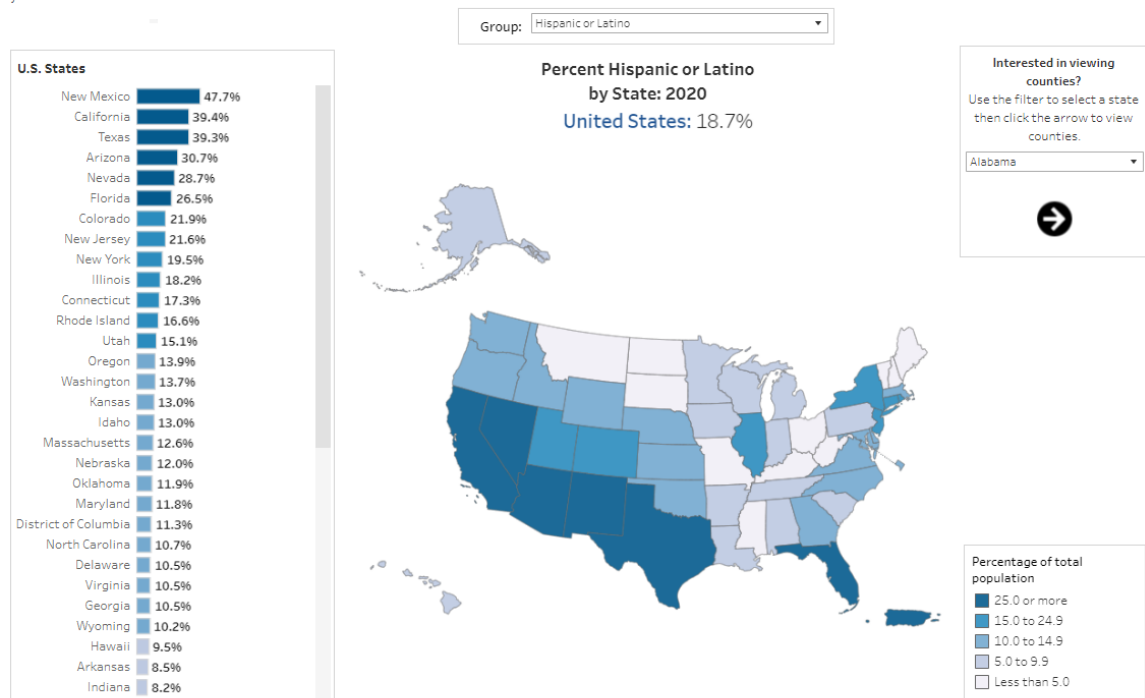 Group: Hispanic or Latino
U.S. States
New Mexico 47.7%
California 39.4%
Texas 39.3%
Arizona 30.7%
Nevada 28.7%
Florida 26.5%
Colorado 21.9%
New Jersey 21.6%
New York 19.5%
Illinois 18.2%
Connecticut 17.3%
Rhode Island 16.6%
Utah 15.1%
Oregon 13.9%
Washington 13.7%
Kansas 13.0%
Idaho 13.0%
Massachusetts 12.6%
Nebraska 12.0%
Oklahoma 11.9%
Maryland 11.8%
District of Columbia 11.3%
North Carolina 10.7%
Delaware 10.5%
Virginia 10.5%
Georgia 10.5%
Wyoming 10.2%
Hawaii 9.5%
Arkansas 8.5%
Indiana 8.2%
Percent Hispanic or Latino
by State: 2020
United States: 18.7%
Interested in viewing
counties?
Use the filter to select a state
then click the arrow to view
counties.
Alabama
Percentage of total
population
25.0 or more
15.0 to 24.9
10.0 to 14.9
5.0 to 9.9
Less than 5.0